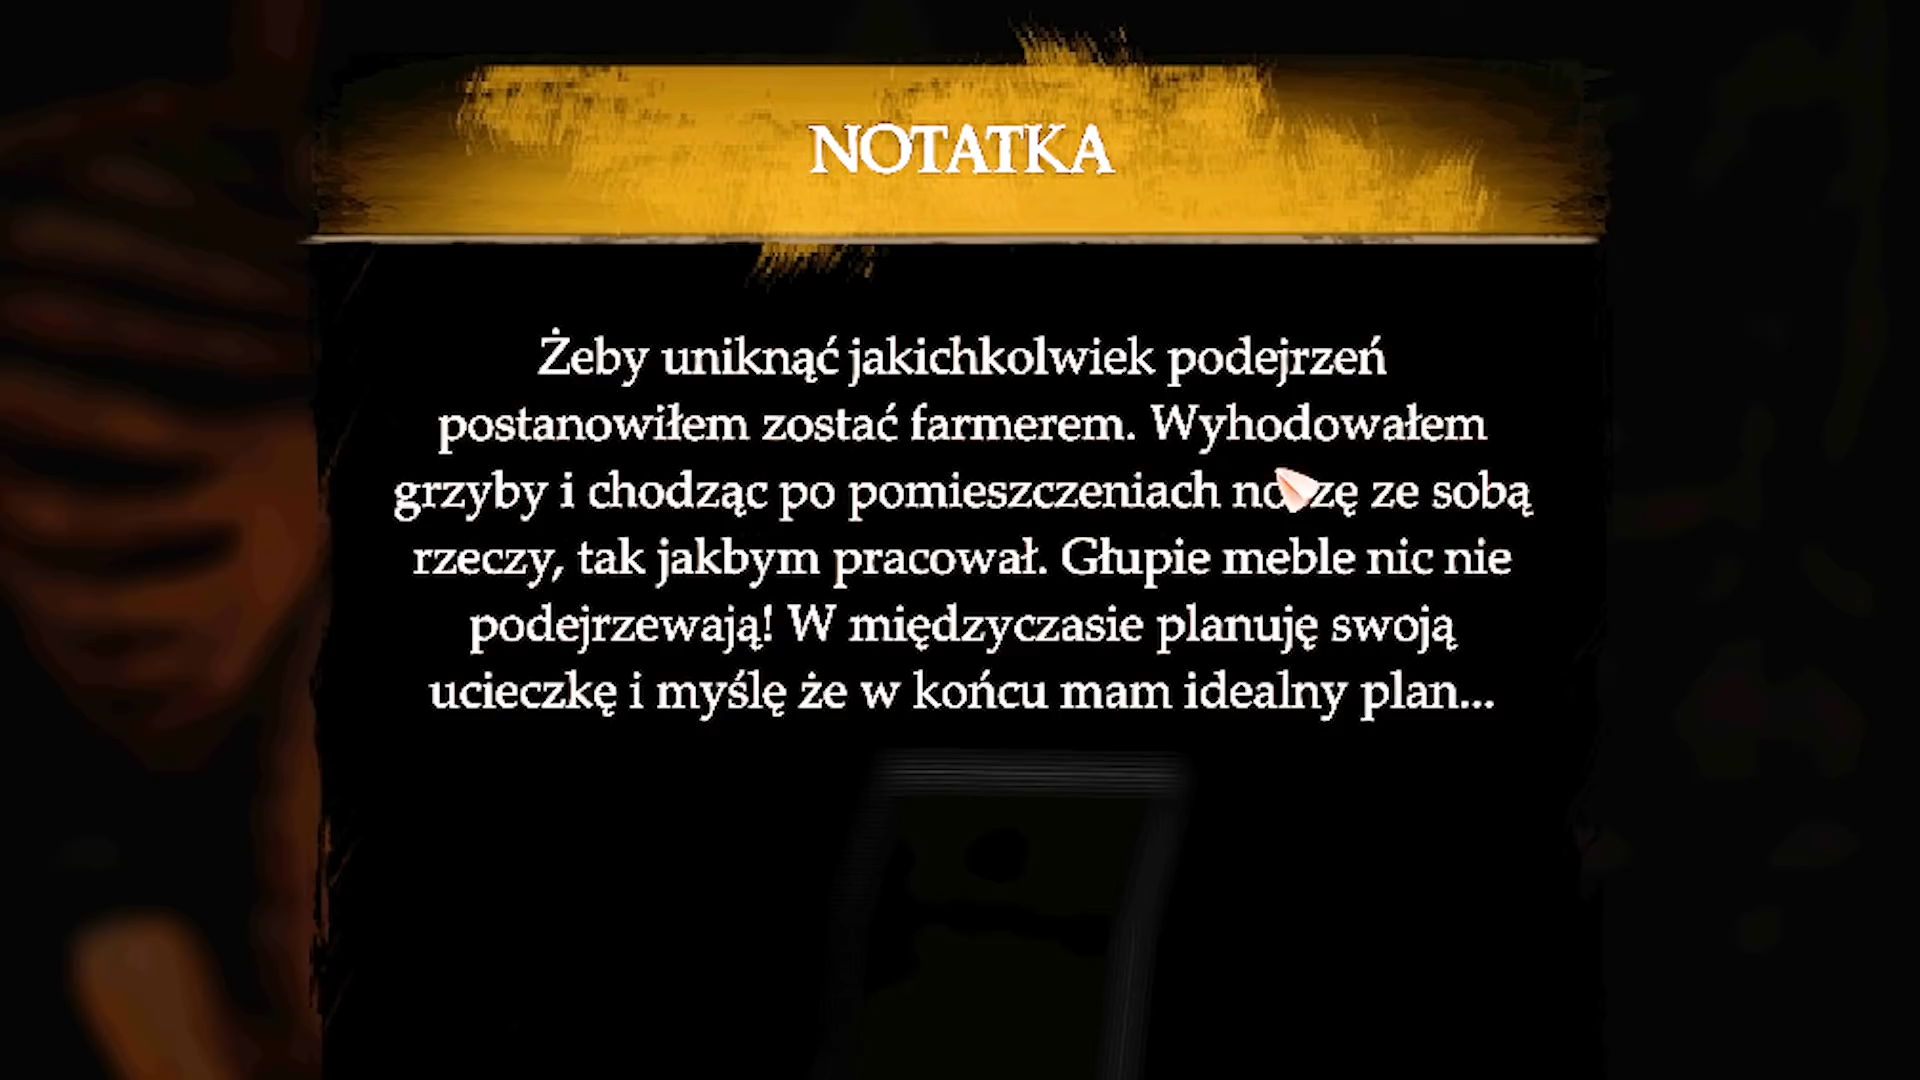 NOTATKA
Żeby uniknąć jakichkolwiek podejrzeń
postanowiłem zostać farmerem. Wyhodowałem
grzyby i chodząc po pomieszczeniach noszę ze sobą
rzeczy, tak jakbym pracował. Głupie meble nic nie
podejrzewają! W międzyczasie planuję swoją
ucieczkę i myślę że w końcu mam idealny plan...